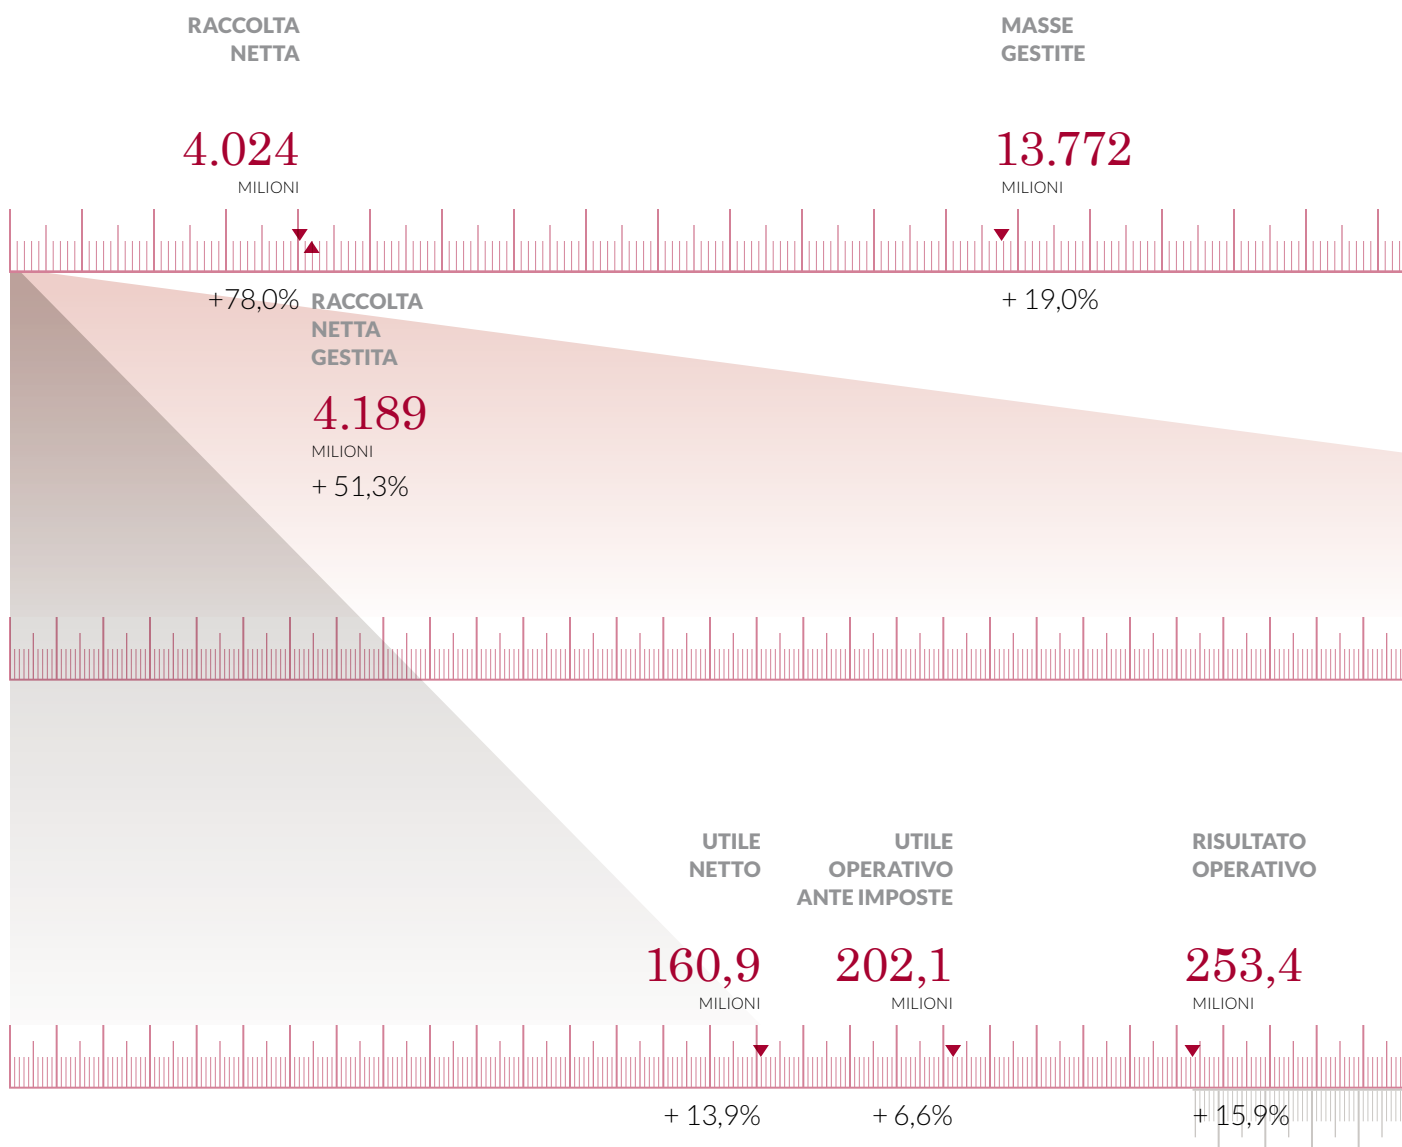 RACCOLTA
NETTA
4.024
MILIONI
+78,0%
MASSE
GESTITE
13.772
MILIONI
+ 19,0%
RACCOLTA
NETTA
GESTITA
4.189
MILIONI
+ 51,3%
UTILE
NETTO
160,9
MILIONI
+ 13,9%
UTILE
OPERATIVO
ANTE IMPOSTE
202,1
MILIONI
+ 6,6%
RISULTATO
OPERATIVO
253,4
MILIONI
+ 15,9%